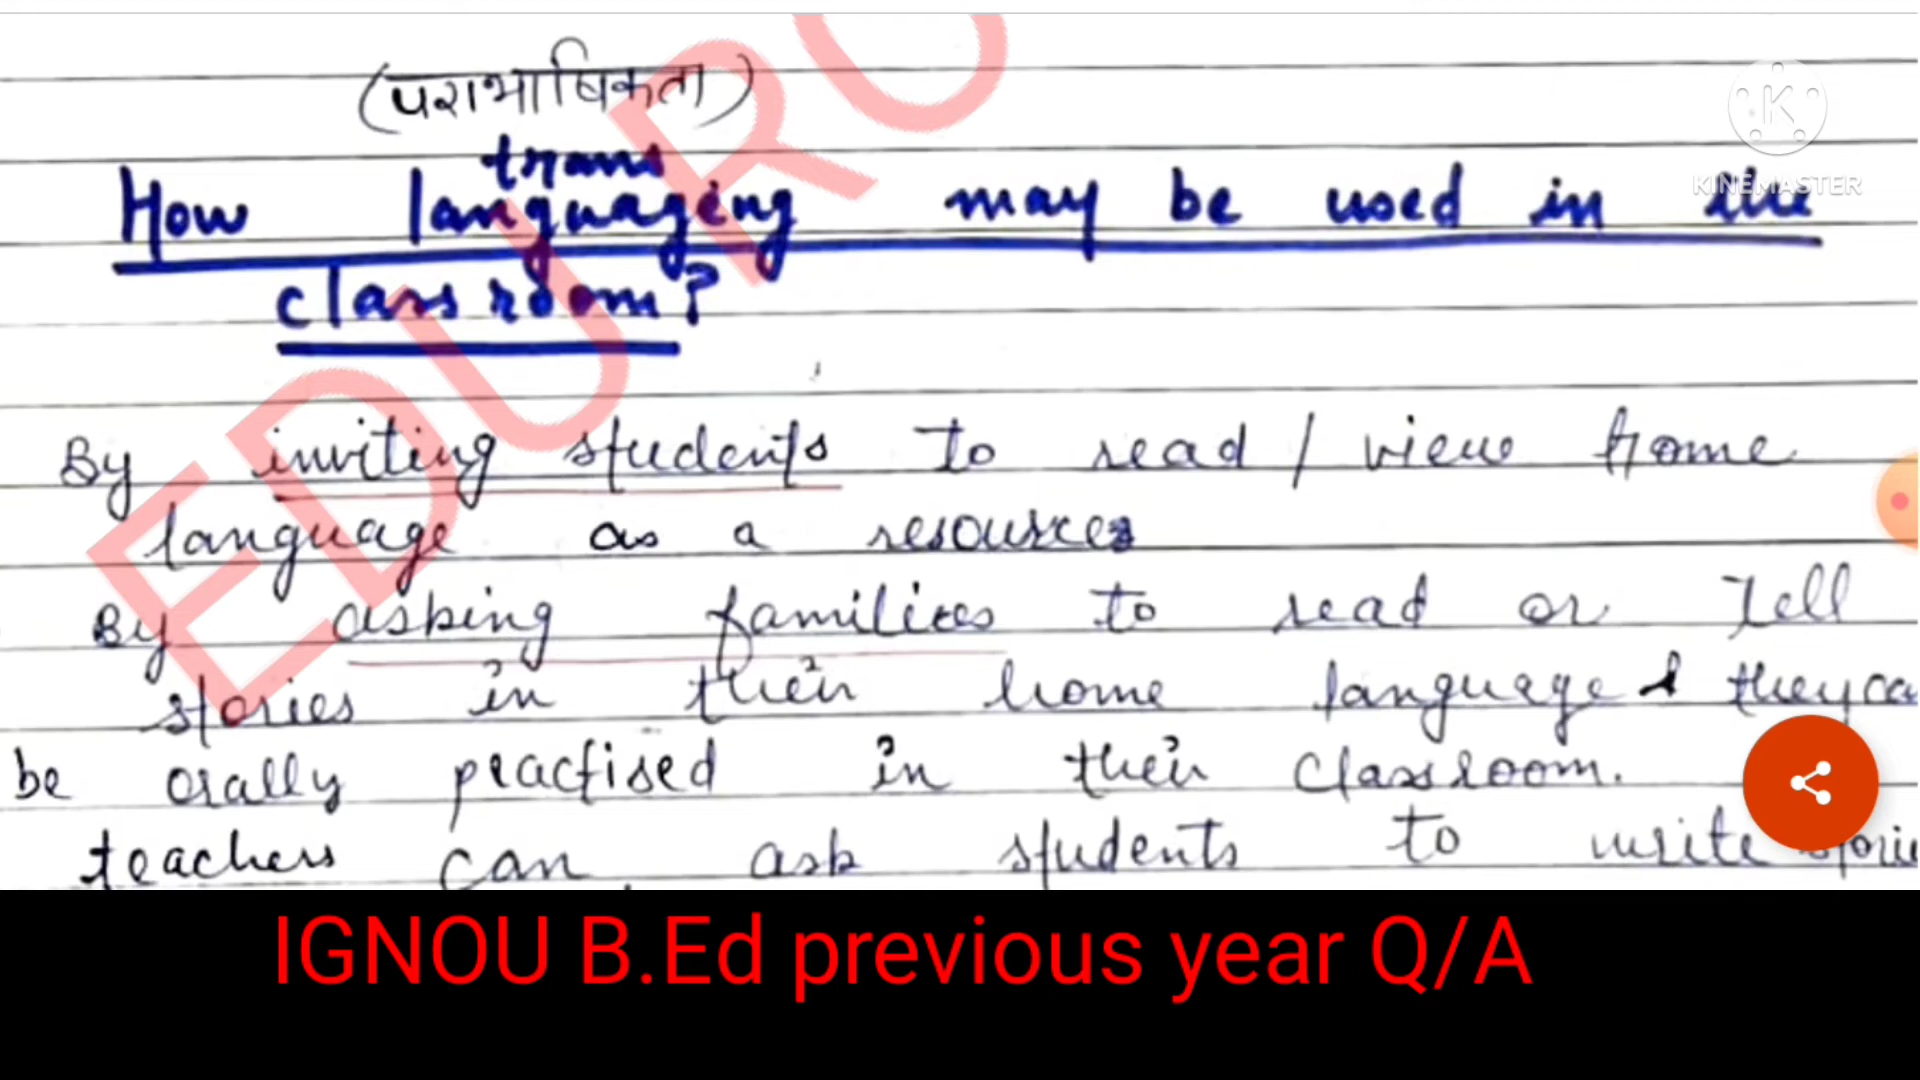 (पराभाषिकता)
trans
How languaging may be used in the
classroom?
By inviting students to read / view home
language as a resources
By asking families to read or tell
stories in their home language & they ca
be orally practised in their classroom.
teachers can ask students to write storie
EDURU
KINEMASTER
IGNOU B.Ed previous year Q/A